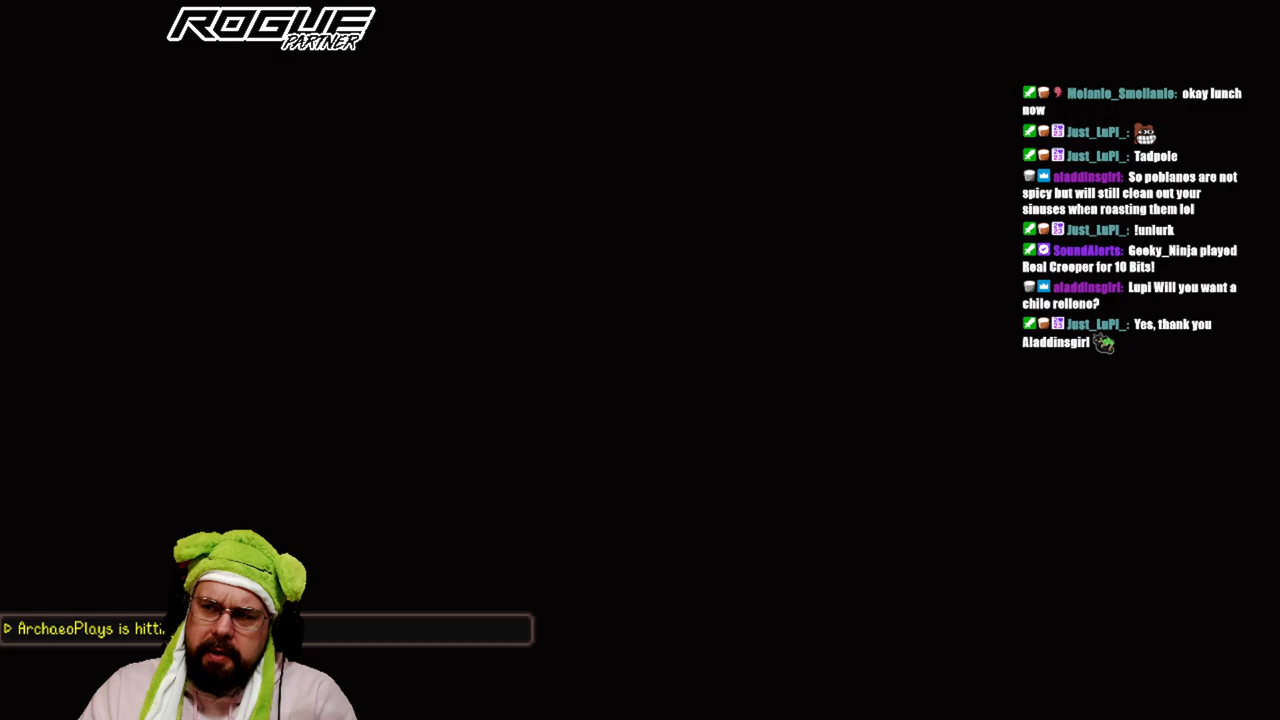 ROGUE
PARTNER
Melanie_Smellanie: okay lunch
now
Just_LuPi_:
Just_LuPi_: Tadpole
aladdinsgirl: So poblanos are not
spicy but will still clean out your
sinuses when roasting them lol
Just_LuPi_: !unlurk
SoundAlerts: Geeky_Ninja played
Real Creeper for 10 Bits!
aladdinsgirl: Lupi Will you want a
chile relleno?
Just_LuPi_: Yes, thank you
Aladdinsgirl
ArchaeoPlays is hitti